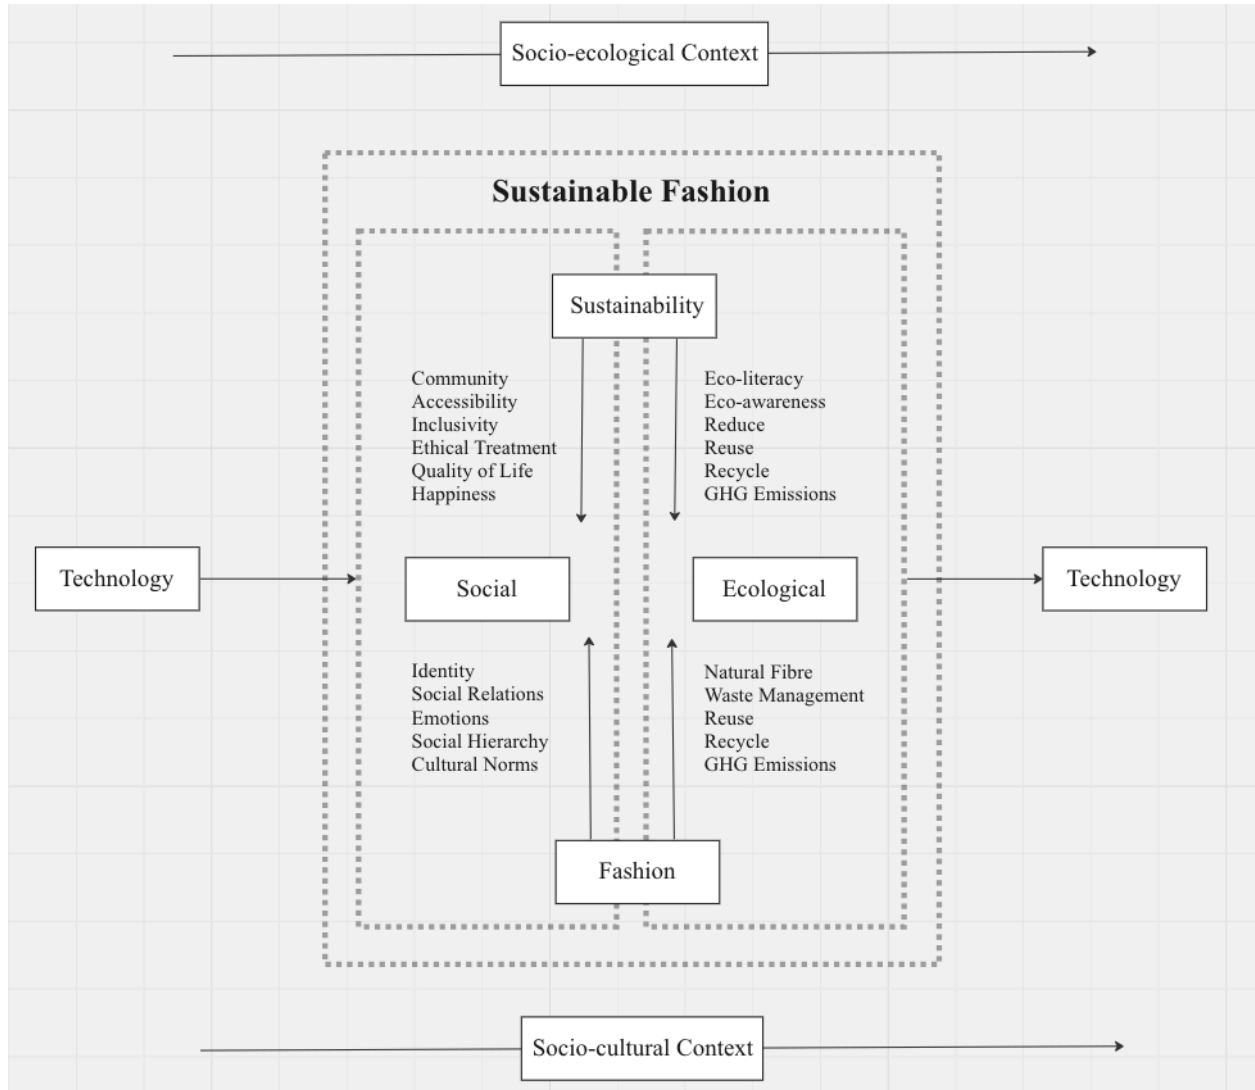 Socio-ecological Context
Sustainable Fashion
Sustainability
Community
Accessibility
Inclusivity
Ethical Treatment
Quality of Life
Happiness
Eco-literacy
Eco-awareness
Reduce
Reuse
Recycle
GHG Emissions
Technology
Social
Ecological
Technology
Identity
Social Relations
Emotions
Social Hierarchy
Cultural Norms
Natural Fibre
Waste Management
Reuse
Recycle
GHG Emissions
Fashion
Socio-cultural Context